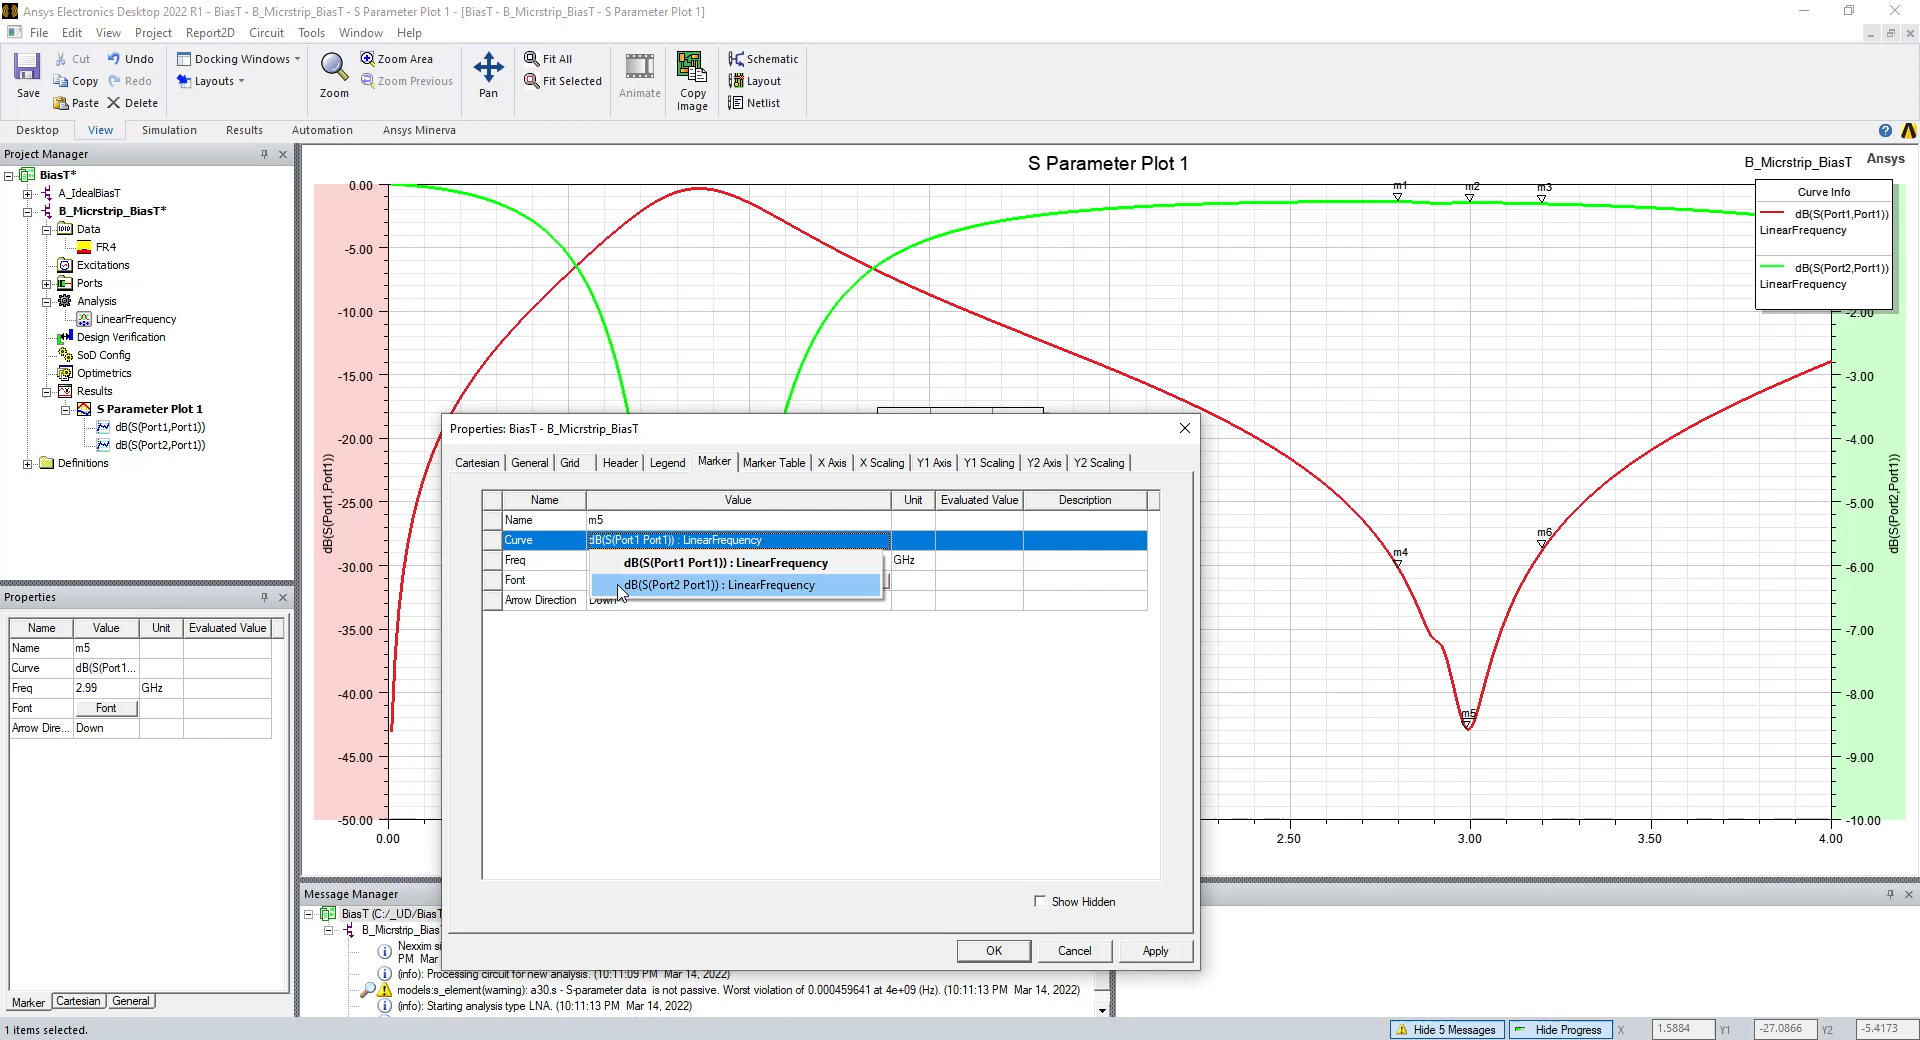 Ansys Electronics Desktop 2022 R1 - BiasT - B_Micrstrip_BiasT - S Parameter Plot 1 - [BiasT - B_Micrstrip_BiasT - S Parameter Plot 1]
File Edit View Project Report2D Circuit Tools Window Help
Save
Cut
Copy
Paste
Undo
Redo
Delete
Docking Windows
Layouts
Zoom
Zoom Area
Zoom Previous
Pan
Fit All
Fit Selected
Animate
Copy Image
Schematic
Layout
Netlist
Desktop View Simulation Results Automation Ansys Minerva
Project Manager
BiasT*
A_IdealBiasT
B_Micrstrip_BiasT*
Data
FR4
Excitations
Ports
Analysis
LinearFrequency
Design Verification
SoD Config
Optimetrics
Results
S Parameter Plot 1
dB(S(Port1,Port1))
dB(S(Port2,Port1))
Definitions
Properties
Name Value Unit Evaluated Value
Name m5
Curve dB(S(Port1...
Freq 2.99 GHz
Font Font
Arrow Dire... Down
Marker Cartesian General
S Parameter Plot 1
B_Micrstrip_BiasT
Ansys
Curve Info
dB(S(Port1,Port1))
LinearFrequency
dB(S(Port2,Port1))
LinearFrequency
m1
m2
m3
m4
m5
m6
dB(S(Port1,Port1))
0.00
-5.00
-10.00
-15.00
-20.00
-25.00
-30.00
-35.00
-40.00
-45.00
-50.00
0.00
2.50
3.00
3.50
4.00
-2.00
-3.00
-4.00
-5.00
-6.00
-7.00
-8.00
-9.00
-10.00
dB(S(Port2,Port1))
Properties: BiasT - B_Micrstrip_BiasT
Cartesian General Grid Header Legend Marker Marker Table X Axis X Scaling Y1 Axis Y1 Scaling Y2 Axis Y2 Scaling
Name Value Unit Evaluated Value Description
Name m5
Curve dB(S(Port1 Port1)) : LinearFrequency
Freq GHz
Font
Arrow Direction Down
dB(S(Port1 Port1)) : LinearFrequency
dB(S(Port2 Port1)) : LinearFrequency
Show Hidden
OK Cancel Apply
Message Manager
BiasT (C:/_UD/BiasT
B_Micrstrip_Bias
Nexxim si
PM Mar
(info): Processing circuit for new analysis. (10:11:09 PM Mar 14, 2022)
models:s_element(warning): a30.s - S-parameter data is not passive. Worst violation of 0.000459641 at 4e+09 (Hz). (10:11:13 PM Mar 14, 2022)
(info): Starting analysis type LNA. (10:11:13 PM Mar 14, 2022)
1 items selected.
Hide 5 Messages Hide Progress X 1.5884 Y1 -27.0866 Y2 -5.4173